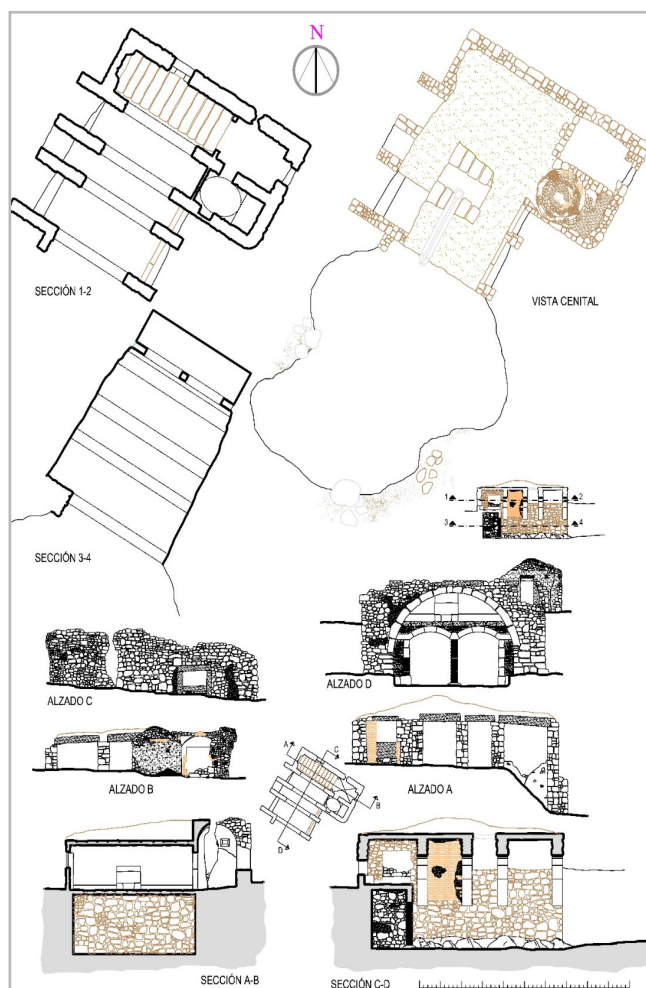 N
SECCIÓN 1-2
VISTA CENITAL
1
2
3
4
SECCIÓN 3-4
ALZADO C
ALZADO D
ALZADO B
A
C
B
D
ALZADO A
SECCIÓN A-B
SECCIÓN C-D